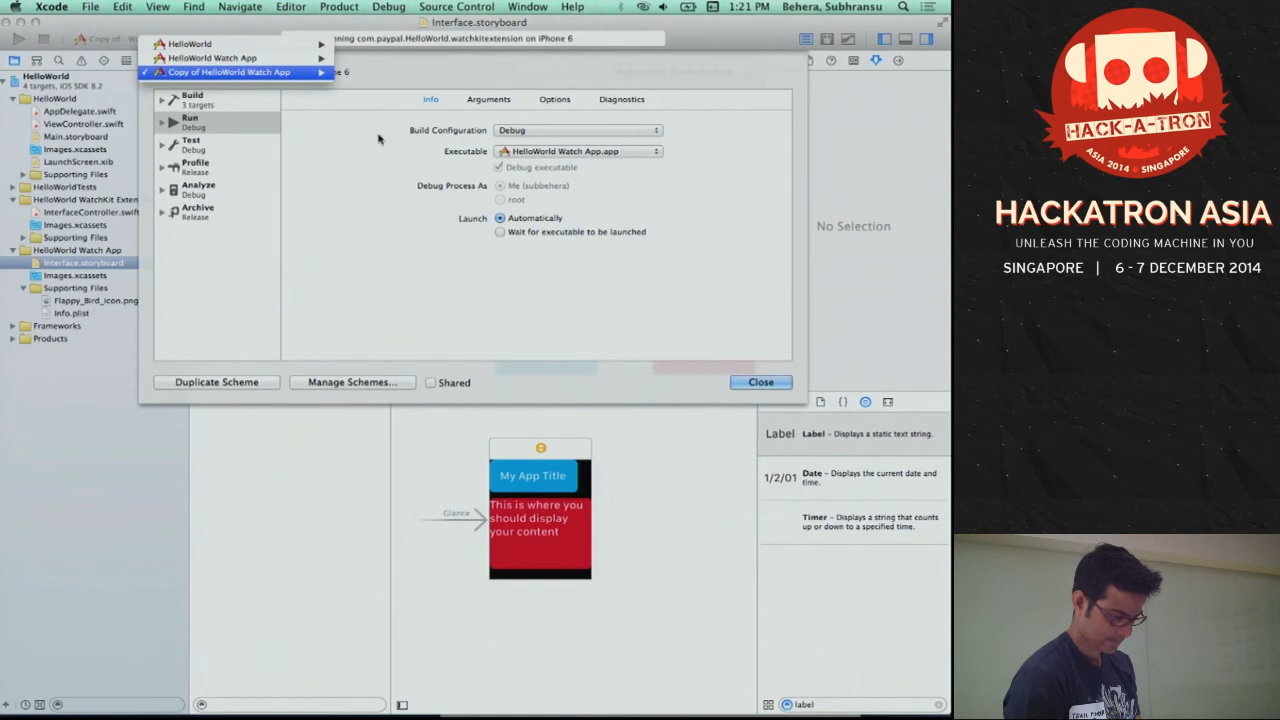 Xcode File Edit View Find Navigate Editor Product Debug Source Control Window Help
1:21 PM Behera, Subhransu
Interface.storyboard
Copy of
nning com.paypal.HelloWorld.watchkitextension on iPhone 6
HelloWorld
HelloWorld Watch App
Copy of HelloWorld Watch App
e 6
HelloWorld
4 targets, iOS SDK 8.2
HelloWorld
AppDelegate.swift
ViewController.swift
Main.storyboard
Images.xcassets
LaunchScreen.xib
Supporting Files
HelloWorldTests
HelloWorld WatchKit Exten
InterfaceController.swift
Images.xcassets
Supporting Files
HelloWorld Watch App
Interface.storyboard
Images.xcassets
Supporting Files
Flappy_Bird_icon.png
Info.plist
Frameworks
Products
Build
3 targets
Run
Debug
Test
Debug
Profile
Release
Analyze
Debug
Archive
Release
Info Arguments Options Diagnostics
Build Configuration Debug
Executable HelloWorld Watch App.app
Debug executable
Debug Process As Me (subbehera)
root
Launch Automatically
Wait for executable to be launched
Duplicate Scheme Manage Schemes... Shared Close
No Selection
My App Title
Glance
This is where you
should display
your content
Label Label – Displays a static text string.
1/2/01 Date – Displays the current date and
time.
Timer – Displays a string that counts
up or down to a specified time.
label
HACK-A-TRON
ASIA 2014 SINGAPORE
HACKATRON ASIA
UNLEASH THE CODING MACHINE IN YOU
SINGAPORE | 6 - 7 DECEMBER 2014